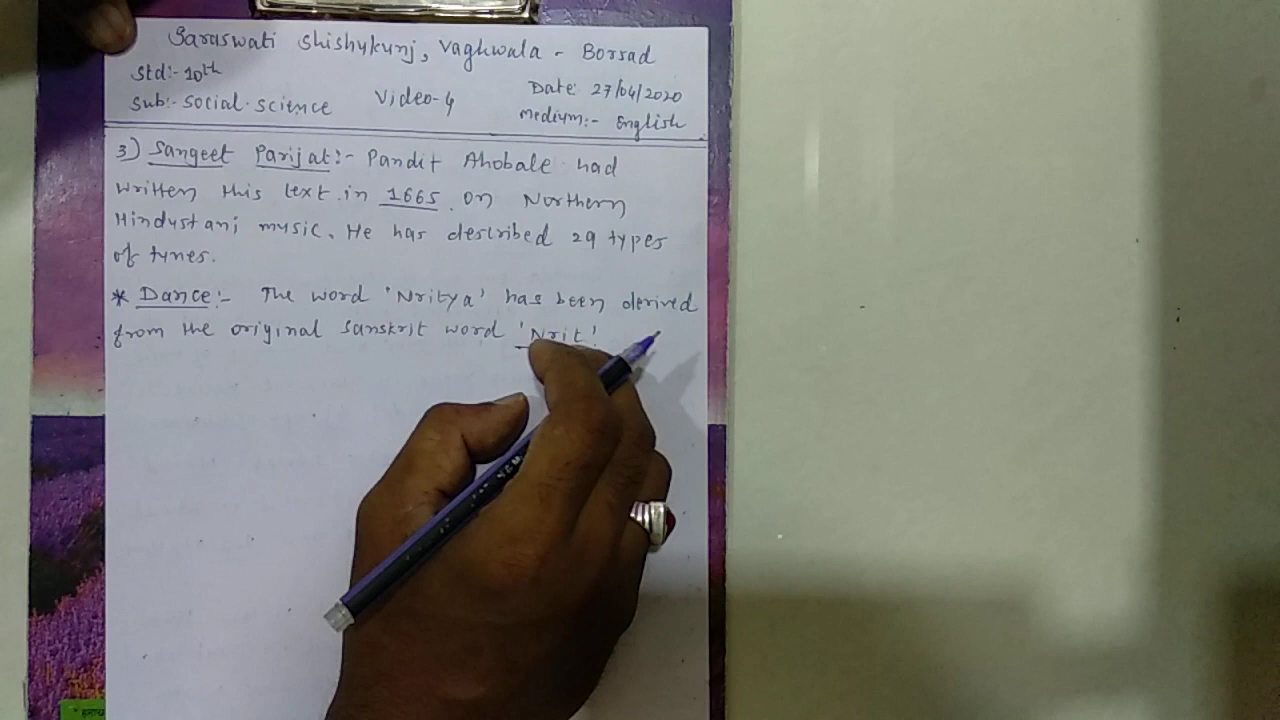 Saraswati Shishukunj, Vaghwala - Borsad
Std:- 10th
Date: 27/04/2020
Sub:- Social science
Video-4
Medium:- English
3) Sangeet Parijat:- Pandit Ahobale had
written this text in 1665 on Northern
Hindustani music. He has described 29 types
of tunes.
* Dance:- The word 'Nritya' has been derived
from the original Sanskrit word 'Nrit'.